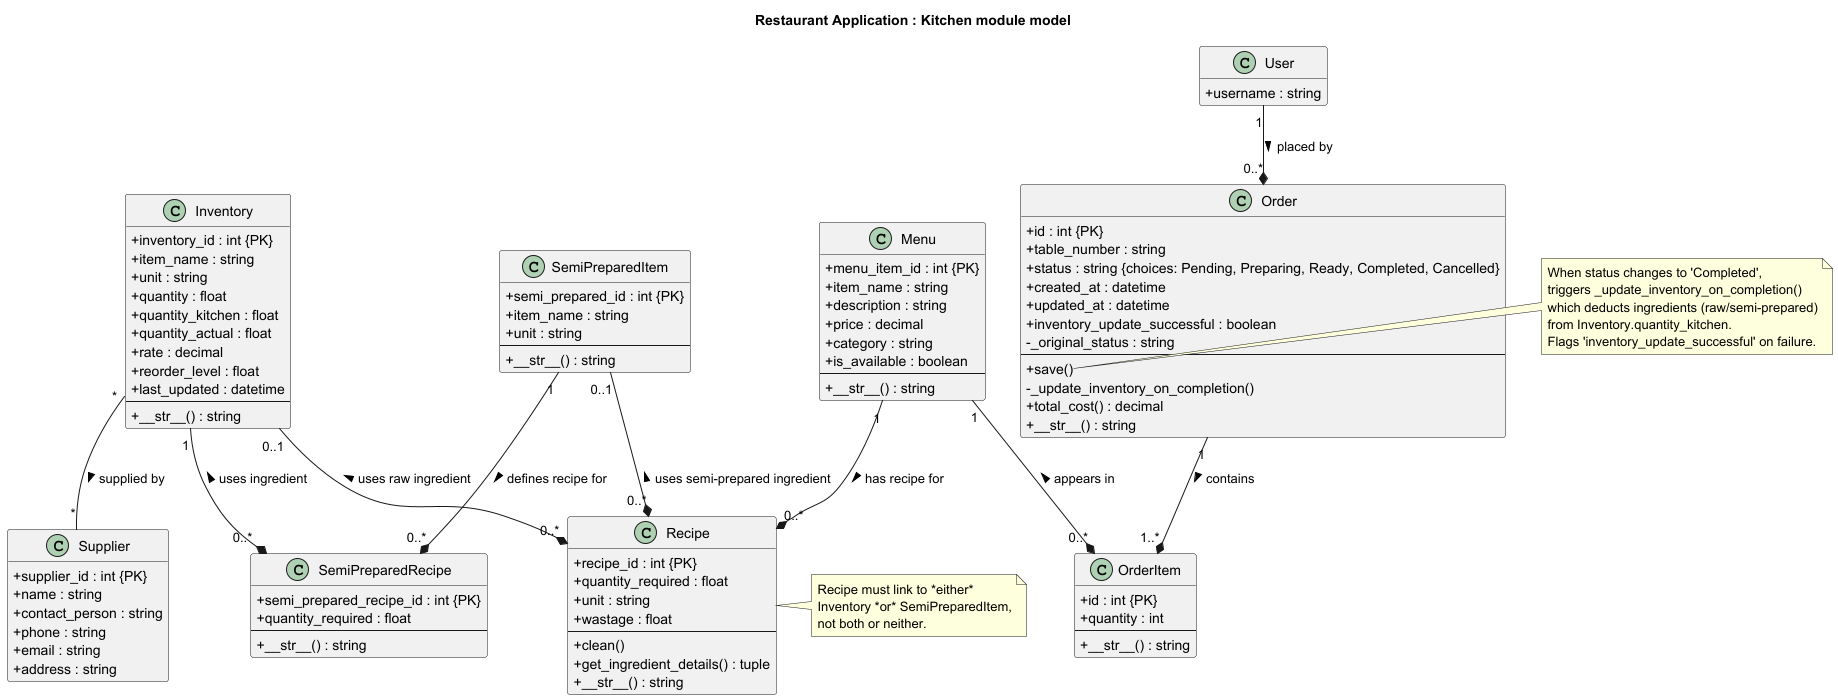 Restaurant Application : Kitchen module model
C User
+username : string
1
placed by
0..*
C Inventory
+inventory_id : int {PK}
+item_name : string
+unit : string
+quantity : float
+quantity_kitchen : float
+quantity_actual : float
+rate : decimal
+reorder_level : float
+last_updated : datetime
+__str__() : string
C SemiPreparedItem
+semi_prepared_id : int {PK}
+item_name : string
+unit : string
+__str__() : string
C Menu
+menu_item_id : int {PK}
+item_name : string
+description : string
+price : decimal
+category : string
+is_available : boolean
+__str__() : string
C Order
+id : int {PK}
+table_number : string
+status : string {choices: Pending, Preparing, Ready, Completed, Cancelled}
+created_at : datetime
+updated_at : datetime
+inventory_update_successful : boolean
-_original_status : string
+save()
-_update_inventory_on_completion()
+total_cost() : decimal
+__str__() : string
When status changes to 'Completed',
triggers _update_inventory_on_completion()
which deducts ingredients (raw/semi-prepared)
from Inventory.quantity_kitchen.
Flags 'inventory_update_successful' on failure.
*
supplied by
*
1
uses ingredient
0..*
0..1
uses raw ingredient
0..*
1
defines recipe for
0..*
0..1
uses semi-prepared ingredient
0..*
1
has recipe for
0..*
1
appears in
0..*
1
contains
1..*
C Supplier
+supplier_id : int {PK}
+name : string
+contact_person : string
+phone : string
+email : string
+address : string
C SemiPreparedRecipe
+semi_prepared_recipe_id : int {PK}
+quantity_required : float
+__str__() : string
C Recipe
+recipe_id : int {PK}
+quantity_required : float
+unit : string
+wastage : float
+clean()
+get_ingredient_details() : tuple
+__str__() : string
Recipe must link to *either*
Inventory *or* SemiPreparedItem,
not both or neither.
C OrderItem
+id : int {PK}
+quantity : int
+__str__() : string